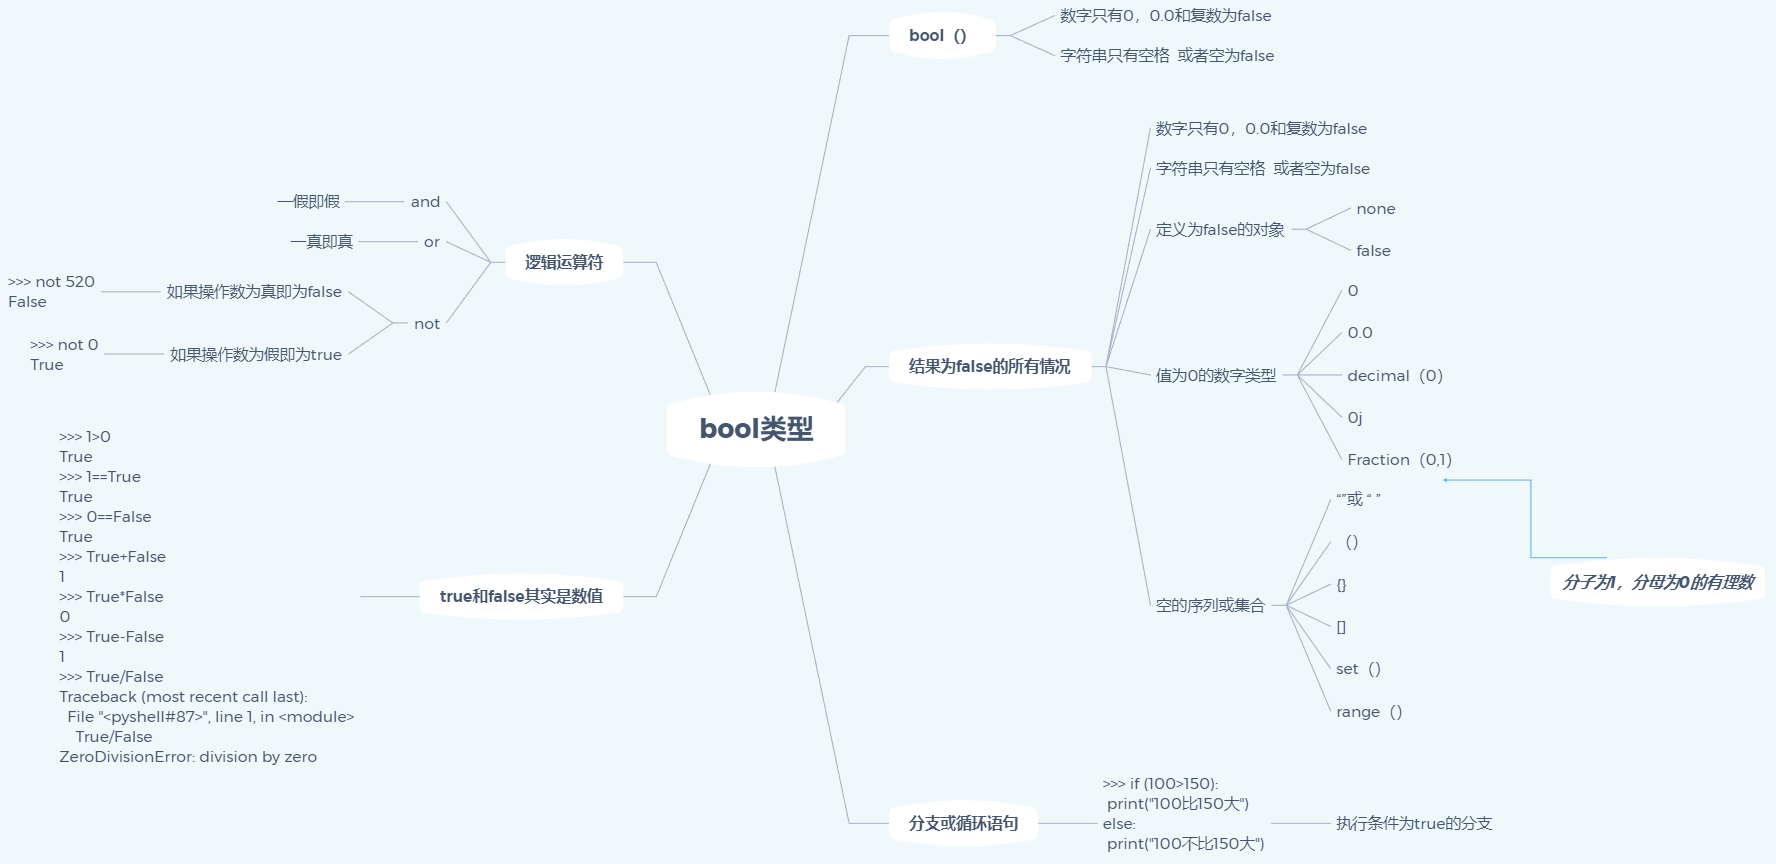 bool类型
bool（）
数字只有0，0.0和复数为false
字符串只有空格  或者空为false
结果为false的所有情况
数字只有0，0.0和复数为false
字符串只有空格  或者空为false
定义为false的对象
none
false
值为0的数字类型
0
0.0
decimal（0）
0j
Fraction（0,1）
分子为1，分母为0的有理数
空的序列或集合
“”或 “ ”
（）
{}
[]
set（）
range（）
分支或循环语句
>>> if (100>150):
print("100比150大")
else:
print("100不比150大")
执行条件为true的分支
逻辑运算符
and
一假即假
or
一真即真
not
如果操作数为真即为false
>>> not 520
False
如果操作数为假即为true
>>> not 0
True
true和false其实是数值
>>> 1>0
True
>>> 1==True
True
>>> 0==False
True
>>> True+False
1
>>> True*False
0
>>> True-False
1
>>> True/False
Traceback (most recent call last):
File "<pyshell#87>", line 1, in <module>
True/False
ZeroDivisionError: division by zero